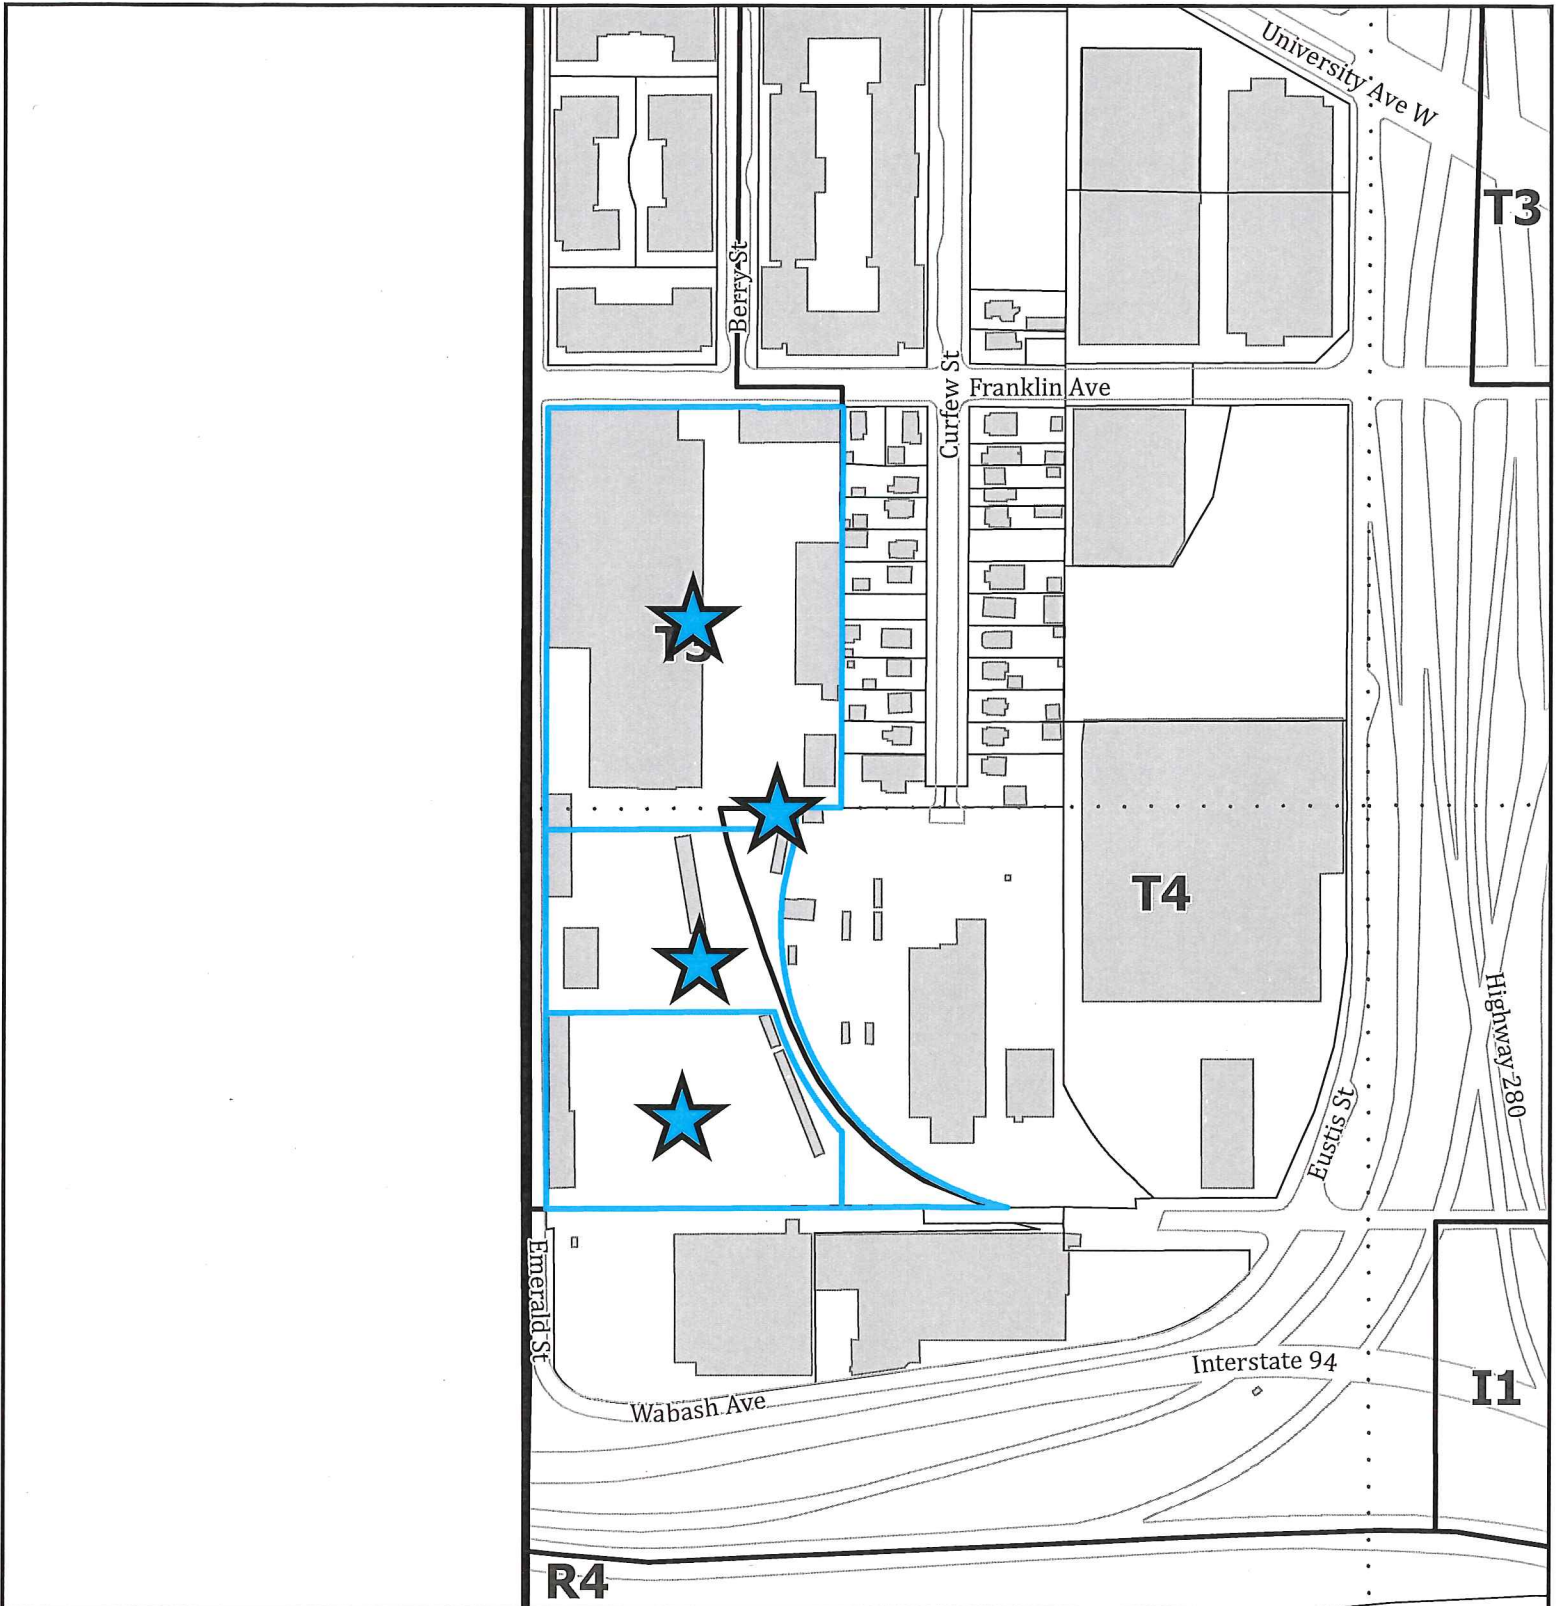 University Ave W
T3
Berry St
Curfew St
Franklin Ave
T3
T4
Highway 280
Eustis St
Emerald St
Interstate 94
I1
Wabash Ave
R4